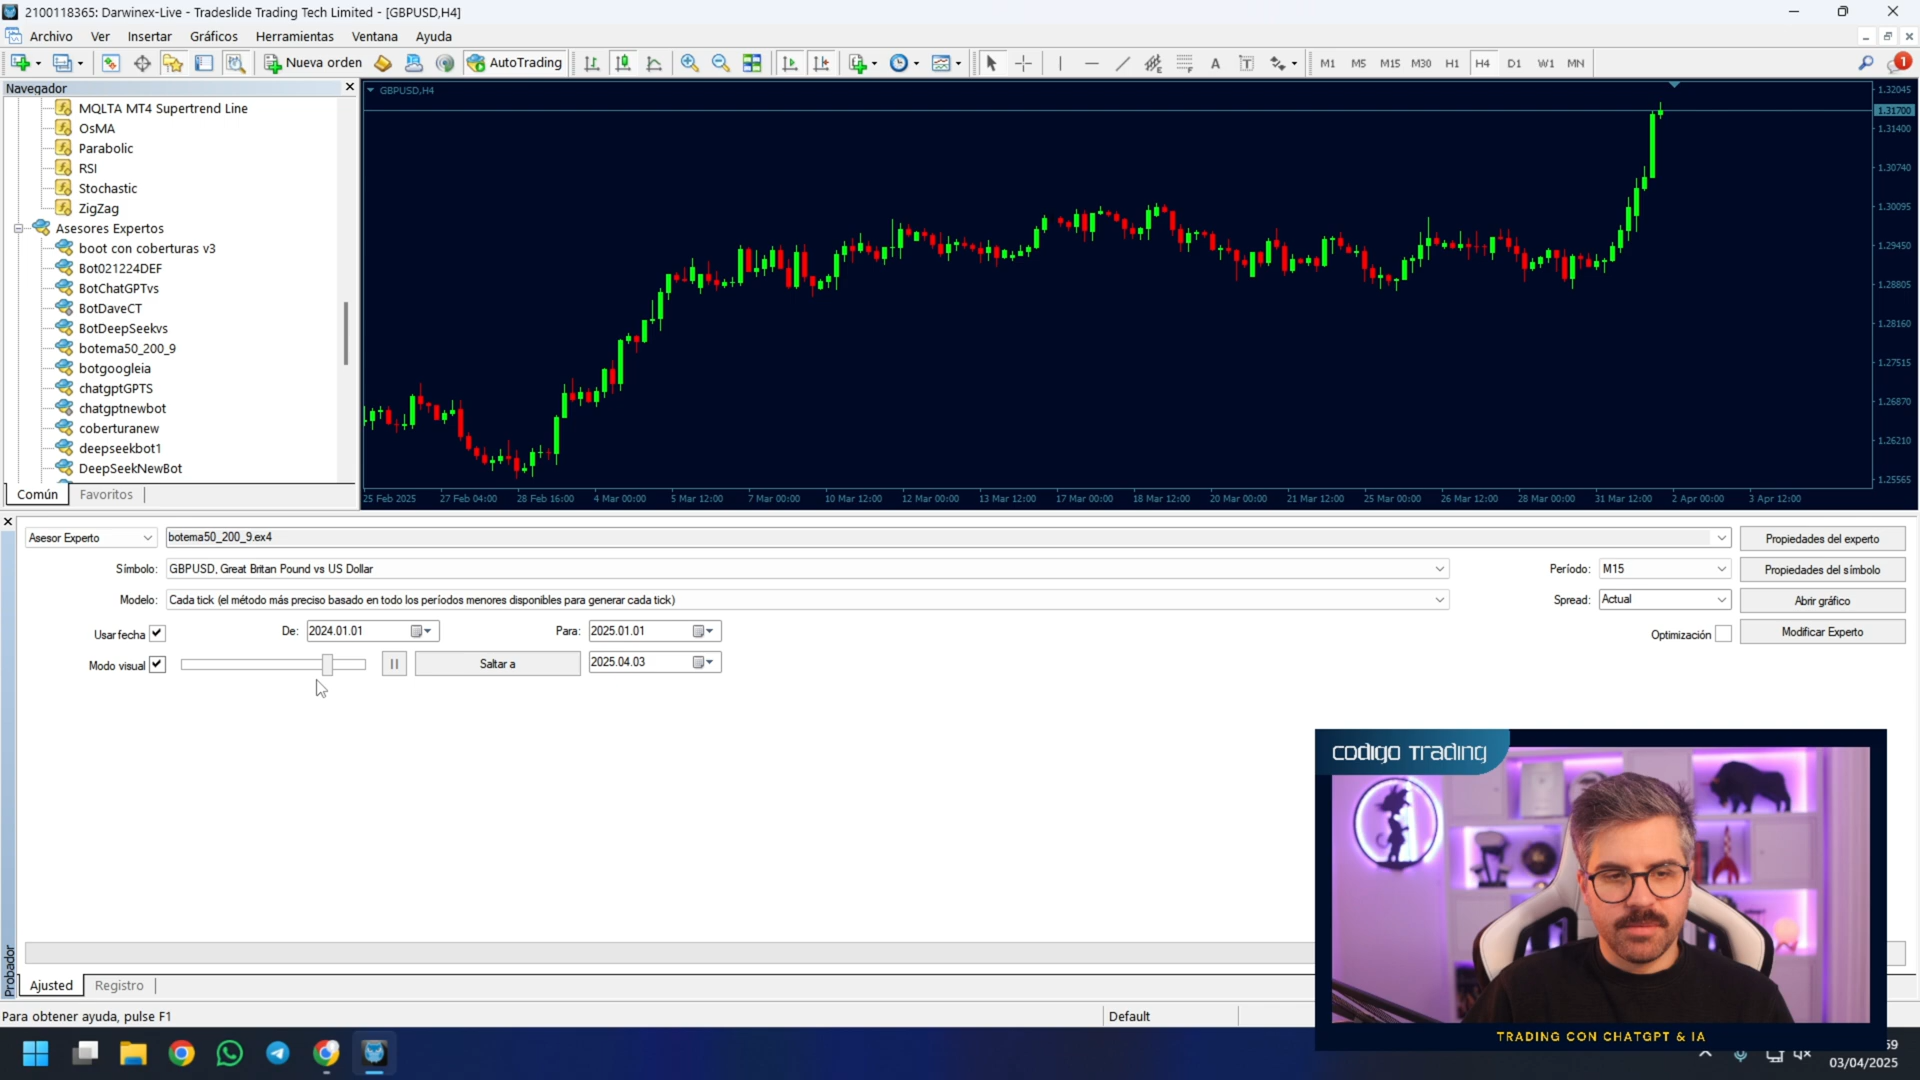 2100118365: Darwinex-Live - Tradeslide Trading Tech Limited - [GBPUSD,H4]
Archivo Ver Insertar Gráficos Herramientas Ventana Ayuda
Nueva orden AutoTrading A T M1 M5 M15 M30 H1 H4 D1 W1 MN 1
Navegador
MQLTA MT4 Supertrend Line
OsMA
Parabolic
RSI
Stochastic
ZigZag
Asesores Expertos
boot con coberturas v3
Bot021224DEF
BotChatGPTvs
BotDaveCT
BotDeepSeekvs
botema50_200_9
botgoogleia
chatgptGPTS
chatgptnewbot
coberturanew
deepseekbot1
DeepSeekNewBot
Común Favoritos
GBPUSD,H4
1.32045
1.31700
1.31400
1.30740
1.30095
1.29450
1.28805
1.28160
1.27515
1.26870
1.26210
1.25565
25 Feb 2025 27 Feb 04:00 28 Feb 16:00 4 Mar 00:00 5 Mar 12:00 7 Mar 00:00 10 Mar 12:00 12 Mar 00:00 13 Mar 12:00 17 Mar 00:00 18 Mar 12:00 20 Mar 00:00 21 Mar 12:00 25 Mar 00:00 26 Mar 12:00 28 Mar 00:00 31 Mar 12:00 2 Apr 00:00 3 Apr 12:00
Asesor Experto botema50_200_9.ex4 Propiedades del experto
Símbolo: GBPUSD, Great Britan Pound vs US Dollar Período: M15 Propiedades del símbolo
Modelo: Cada tick (el método más preciso basado en todo los períodos menores disponibles para generar cada tick) Spread: Actual Abrir gráfico
Usar fecha De: 2024.01.01 Para: 2025.01.01 Optimización Modificar Experto
Modo visual Saltar a 2025.04.03
Probador
Ajusted Registro
Para obtener ayuda, pulse F1 Default
codigo Trading
TRADING CON CHATGPT & IA
59
03/04/2025